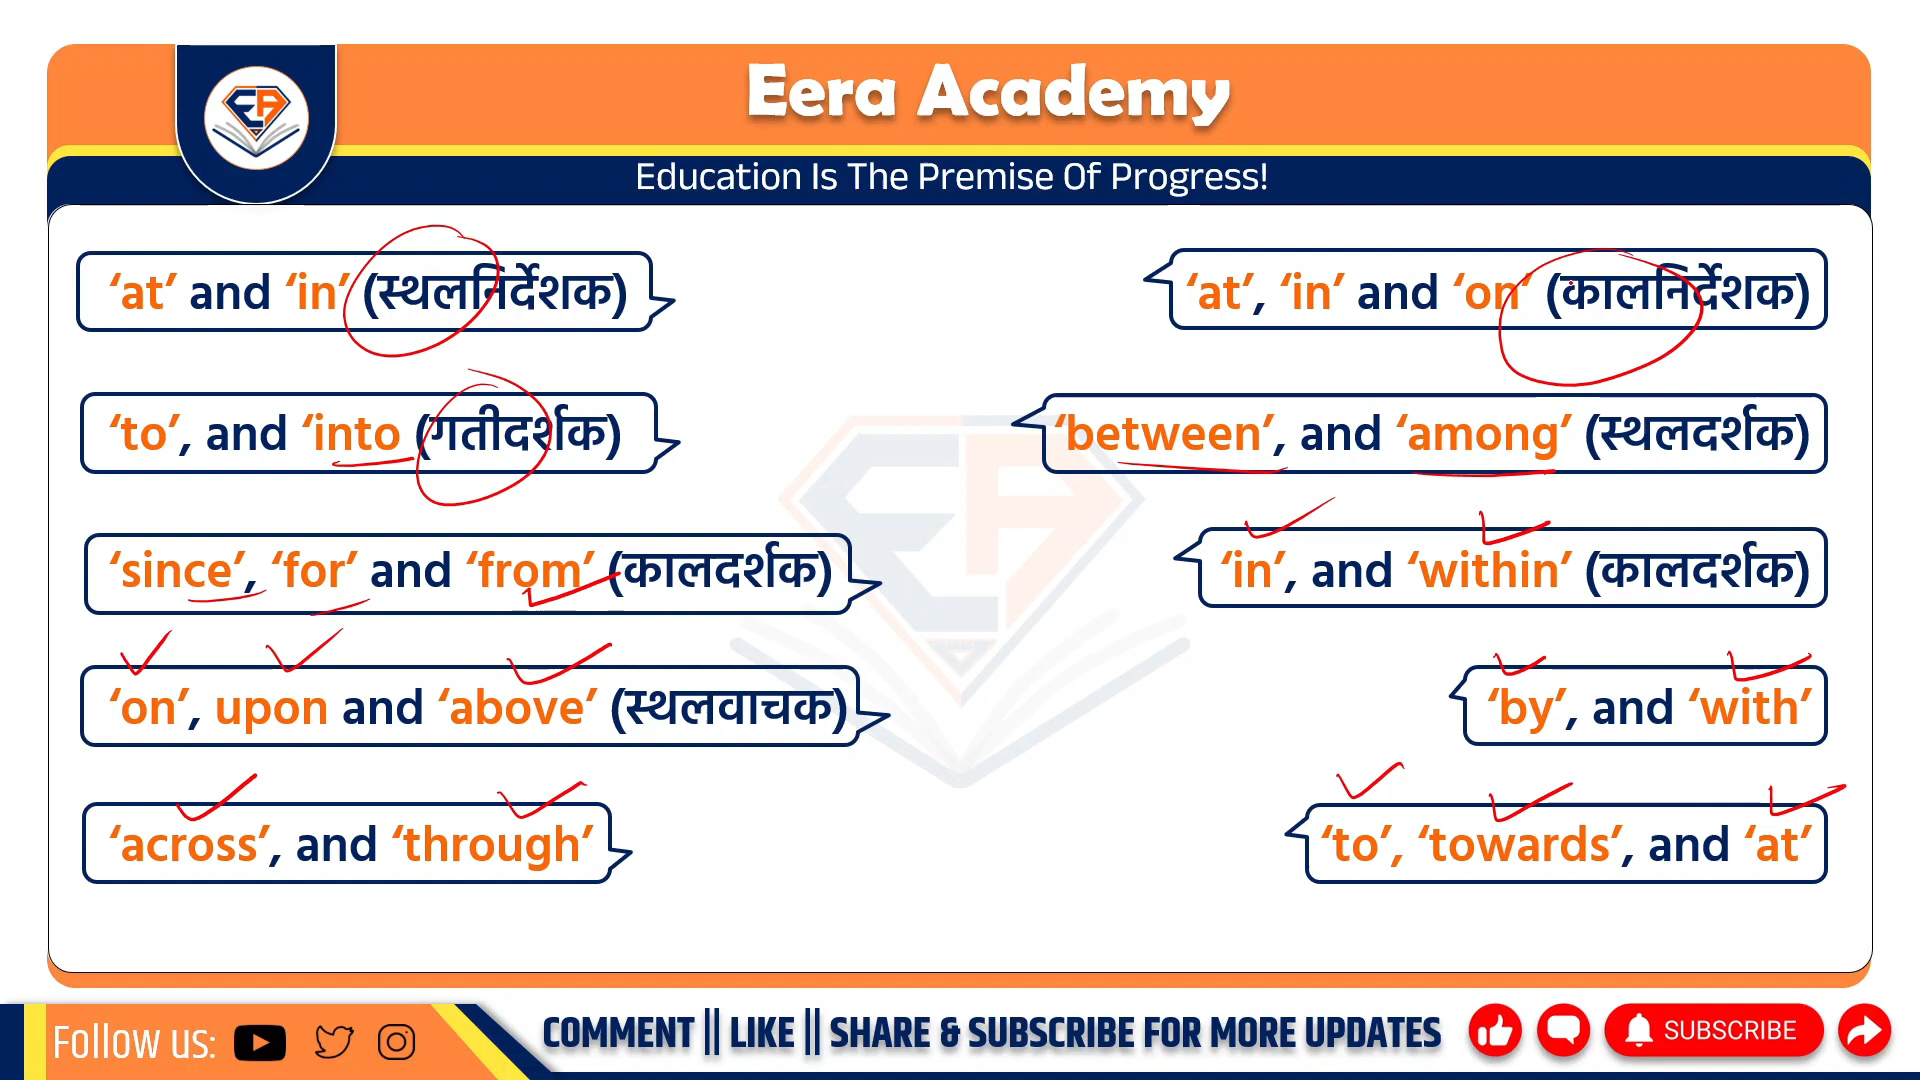 Eera Academy
Education Is The Premise Of Progress!
‘at’ and ‘in’ (स्थलनिर्देशक)
‘at’, ‘in’ and ‘on’ (कालनिर्देशक)
‘to’, and ‘into (गतीदर्शक)
‘between’, and ‘among’ (स्थलदर्शक)
‘since’, ‘for’ and ‘from’ (कालदर्शक)
‘in’, and ‘within’ (कालदर्शक)
‘on’, upon and ‘above’ (स्थलवाचक)
‘by’, and ‘with’
‘across’, and ‘through’
‘to’, ‘towards’, and ‘at’
Follow us:
COMMENT || LIKE || SHARE & SUBSCRIBE FOR MORE UPDATES
SUBSCRIBE